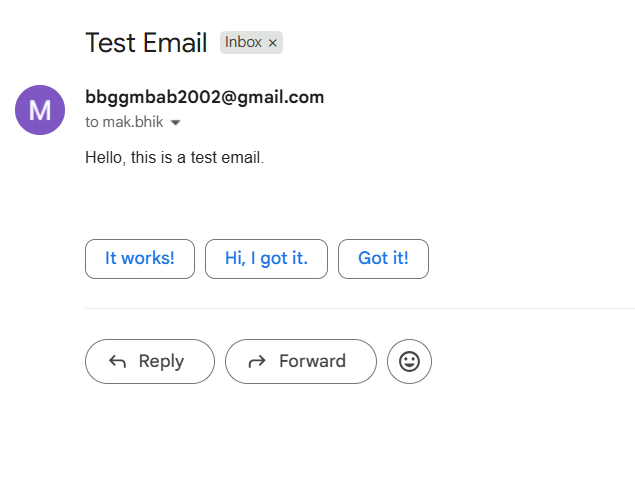 Test Email Inbox ×
M
bbggmbab2002@gmail.com
to mak.bhik
Hello, this is a test email.
It works! Hi, I got it. Got it!
Reply Forward